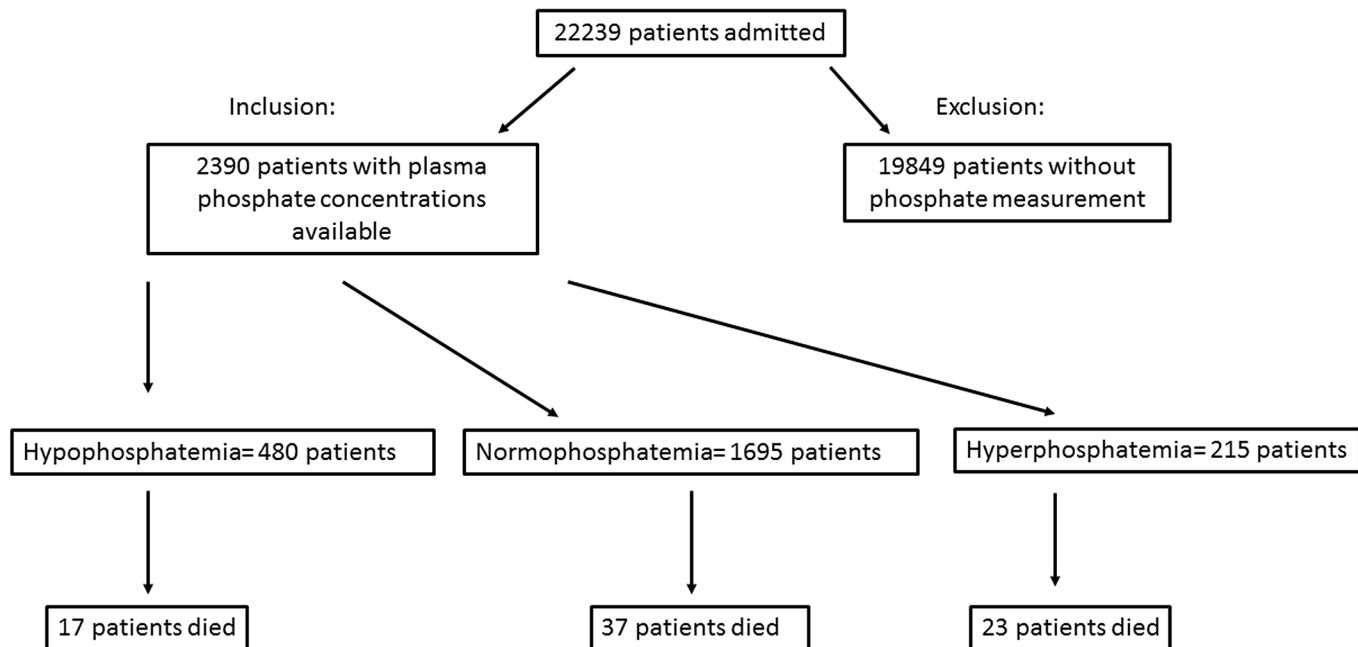 22239 patients admitted
Inclusion:
Exclusion:
2390 patients with plasma
phosphate concentrations
available
19849 patients without
phosphate measurement
Hypophosphatemia= 480 patients
Normophosphatemia= 1695 patients
Hyperphosphatemia= 215 patients
17 patients died
37 patients died
23 patients died